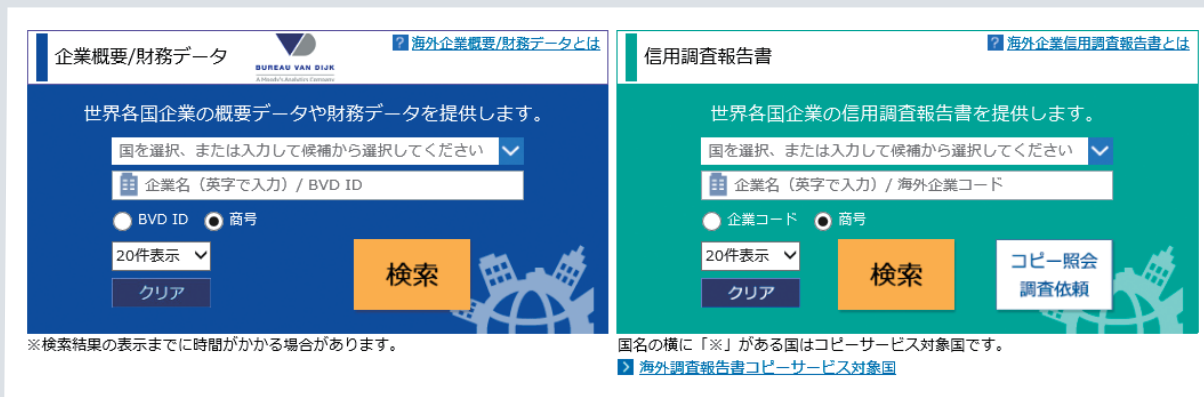 企業概要/財務データ
BUREAU VAN DIJK
A Moody's Analytics Company
? 海外企業概要/財務データとは
世界各国企業の概要データや財務データを提供します。
国を選択、または入力して候補から選択してください
企業名（英字で入力）/ BVD ID
BVD ID 商号
20件表示
検索
クリア
※検索結果の表示までに時間がかかる場合があります。
信用調査報告書
? 海外企業信用調査報告書とは
世界各国企業の信用調査報告書を提供します。
国を選択、または入力して候補から選択してください
企業名（英字で入力）/ 海外企業コード
企業コード 商号
20件表示
検索
クリア
コピー照会
調査依頼
国名の横に「※」がある国はコピーサービス対象国です。
海外調査報告書コピーサービス対象国